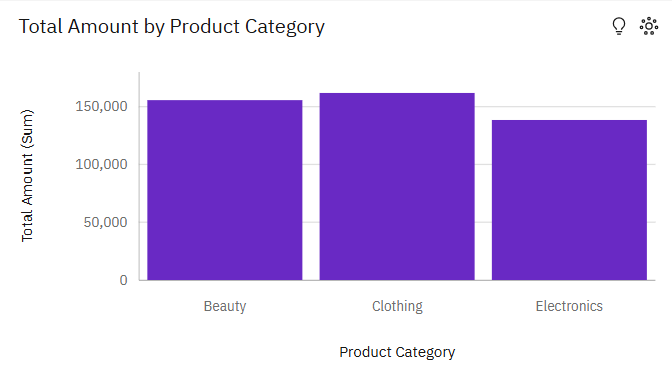 Total Amount by Product Category
Total Amount (Sum)
150,000
100,000
50,000
0
Beauty Clothing Electronics
Product Category